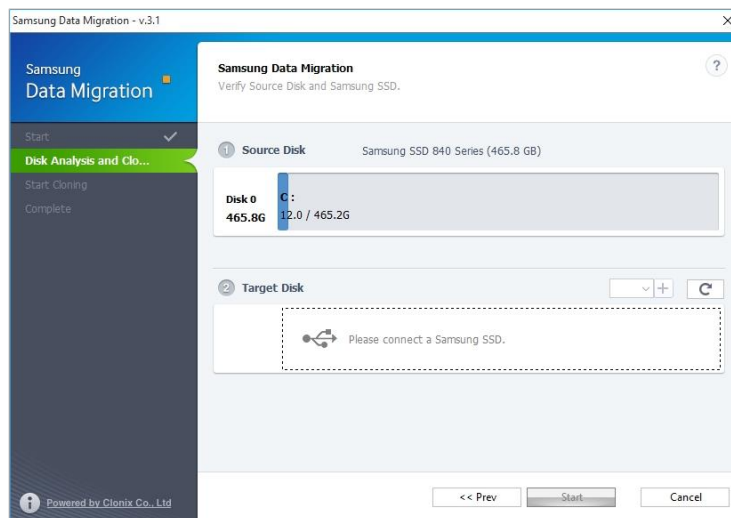 Samsung Data Migration - v.3.1
Samsung
Data Migration
Start
Disk Analysis and Clo...
Start Cloning
Complete
Powered by Clonix Co., Ltd
Samsung Data Migration
Verify Source Disk and Samsung SSD.
?
1 Source Disk Samsung SSD 840 Series (465.8 GB)
Disk 0
465.8G
C :
12.0 / 465.2G
2 Target Disk
Please connect a Samsung SSD.
<< Prev Start Cancel